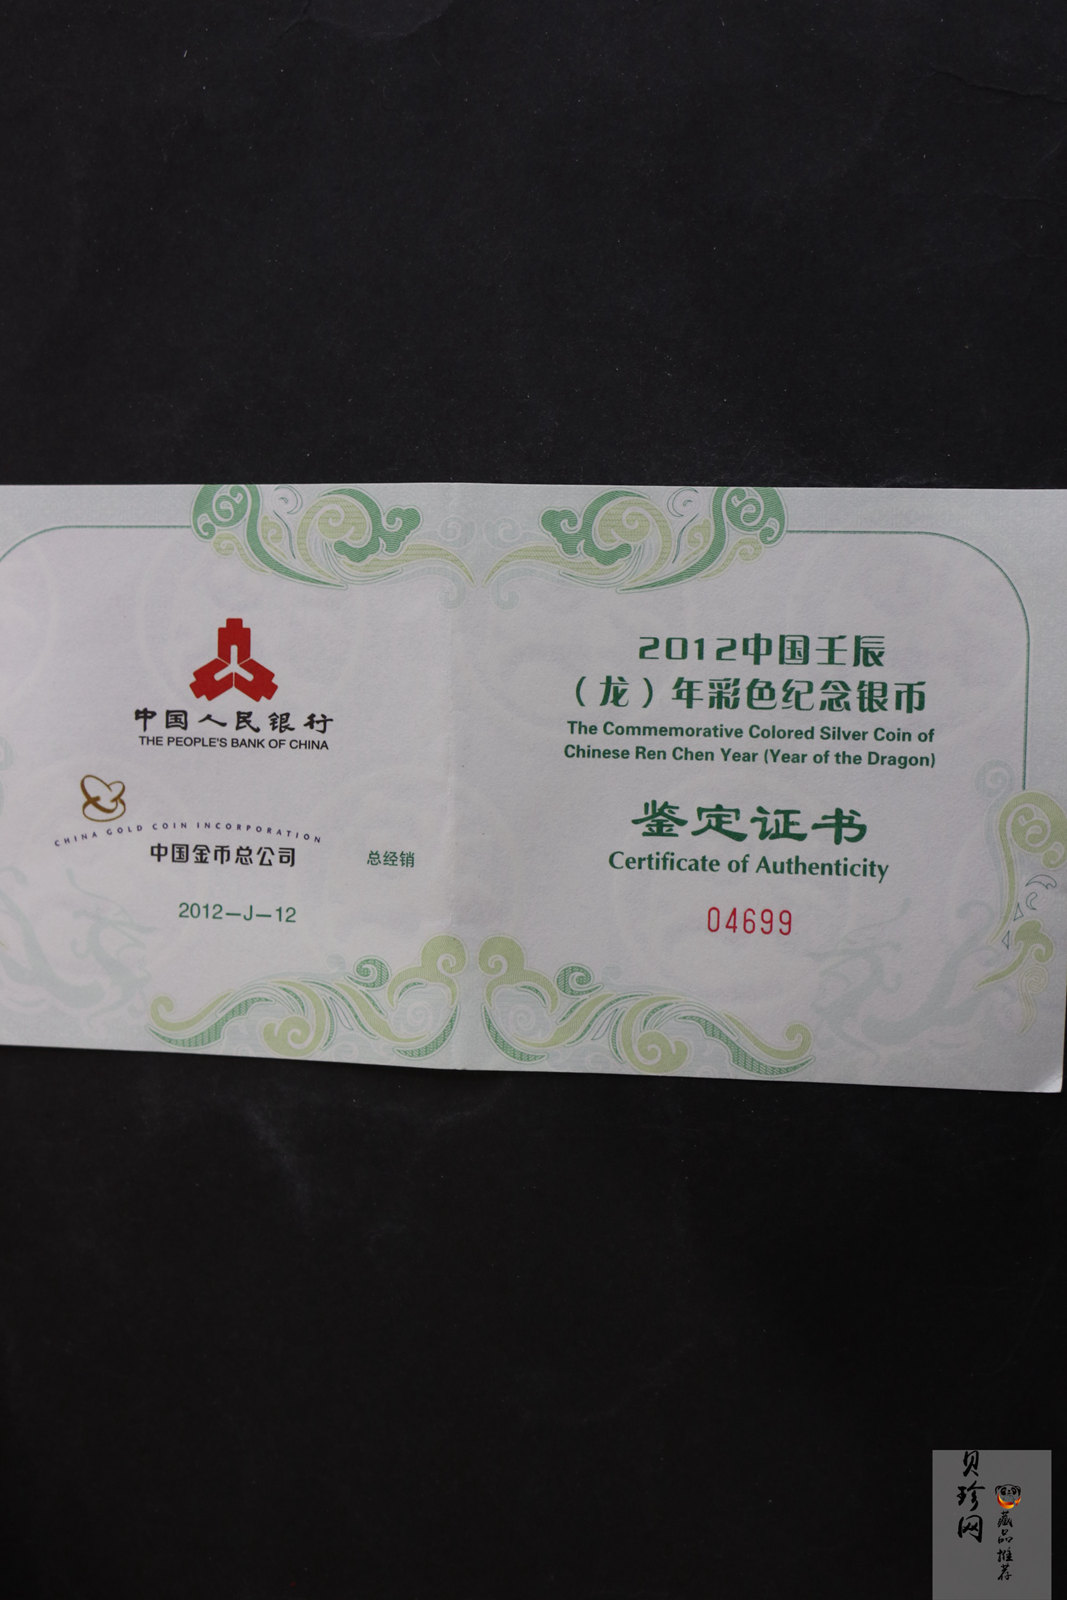 中国人民银行
THE PEOPLE'S BANK OF CHINA
CHINA GOLD COIN INCORPORATION
中国金币总公司
总经销
2012-J-12
2012中国壬辰
（龙）年彩色纪念银币
The Commemorative Colored Silver Coin of
Chinese Ren Chen Year (Year of the Dragon)
鉴定证书
Certificate of Authenticity
04699
贝珍网
藏品推荐